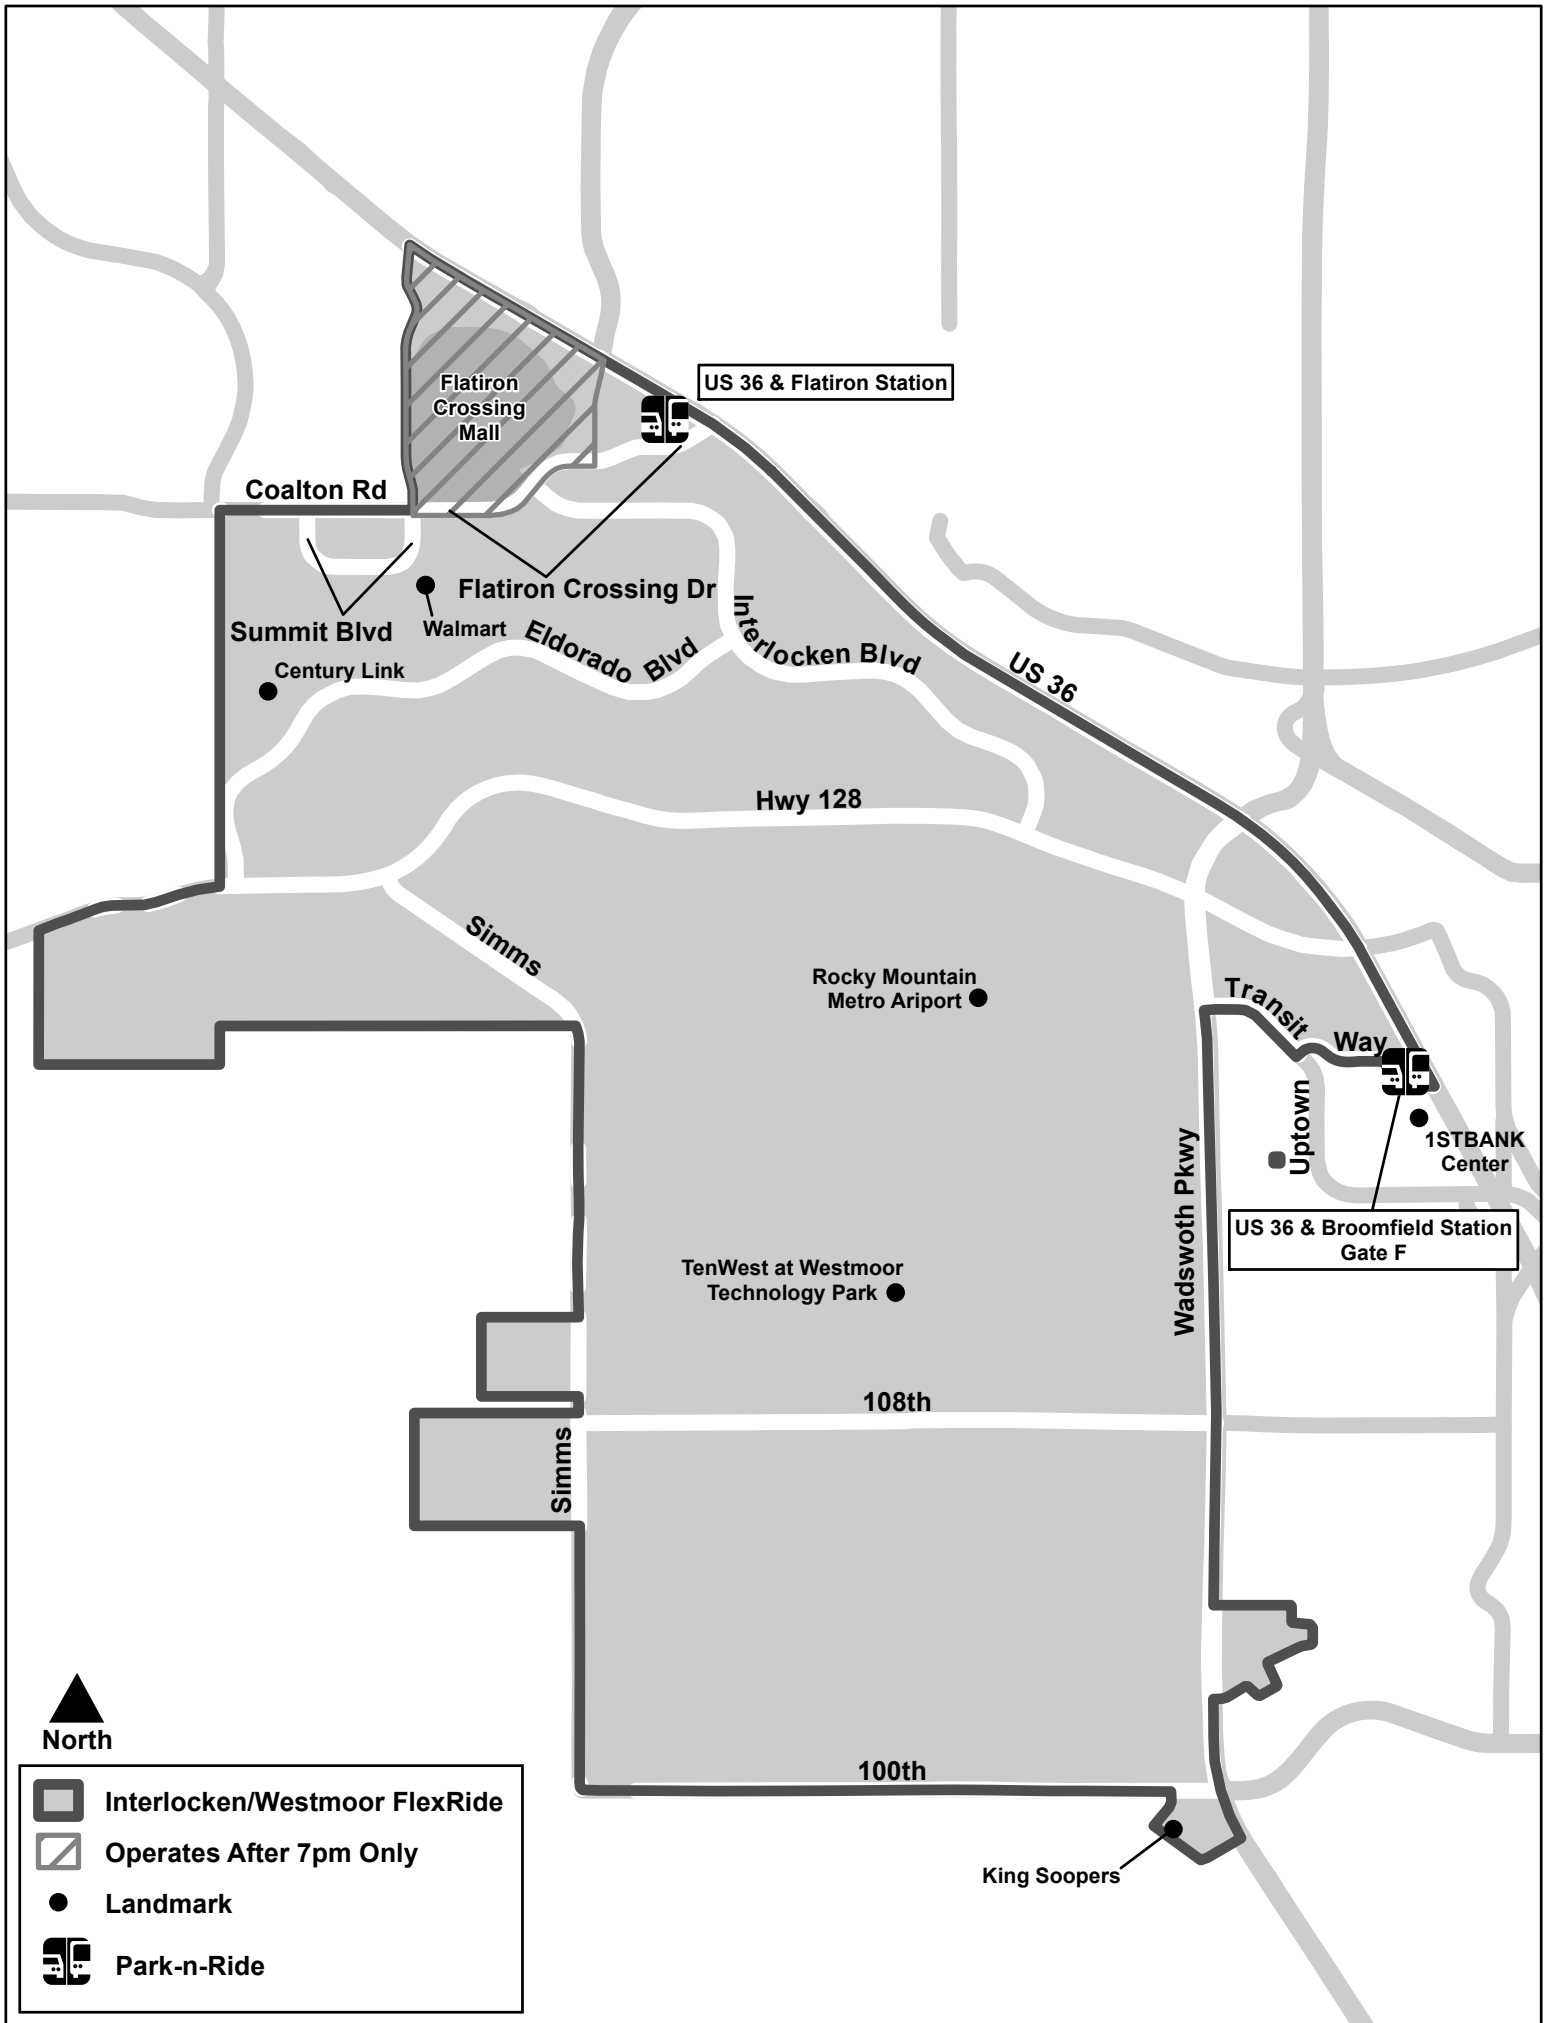 US 36 & Flatiron Station
Flatiron
Crossing
Mall
Coalton Rd
Flatiron Crossing Dr
Summit Blvd
Walmart
Century Link
Eldorado Blvd
Interlocken Blvd
US 36
Hwy 128
Simms
Rocky Mountain
Metro Ariport
Transit Way
Uptown
1STBANK
Center
Wadswoth Pkwy
US 36 & Broomfield Station
Gate F
TenWest at Westmoor
Technology Park
108th
Simms
100th
King Soopers
North
Interlocken/Westmoor FlexRide
Operates After 7pm Only
Landmark
Park-n-Ride